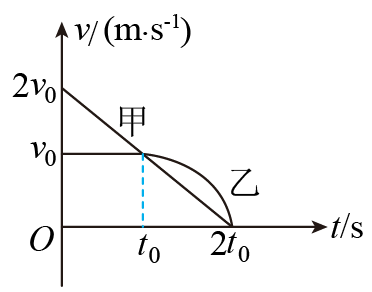 v/(m·s⁻¹)
2v₀
甲
v₀
乙
O
t₀
2t₀
t/s